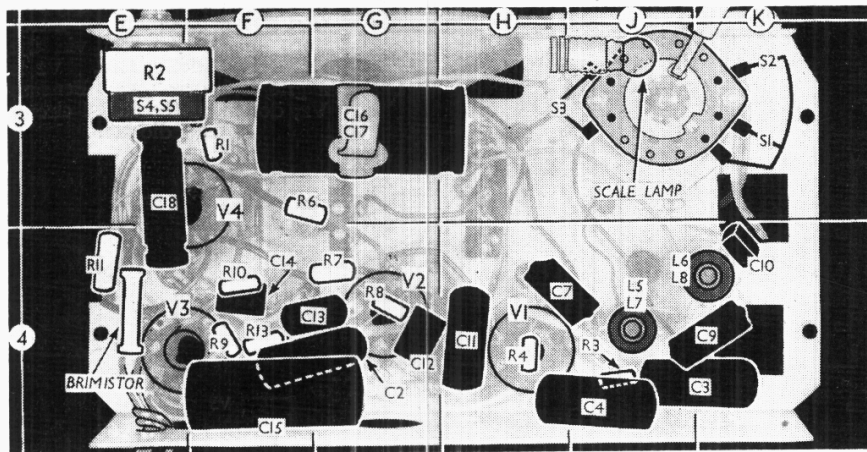 E F G H J K
3
4
R2
S4,S5
R1
C18
V4
C16
C17
S3
S2
S1
SCALE LAMP
R6
R11
R10
C14
R7
V2
R8
C7
L6
L8
C10
L5
L7
V3
R9
R13
C13
C12
C11
V1
R4
R3
C9
BRIMISTOR
C15
C2
C4
C3